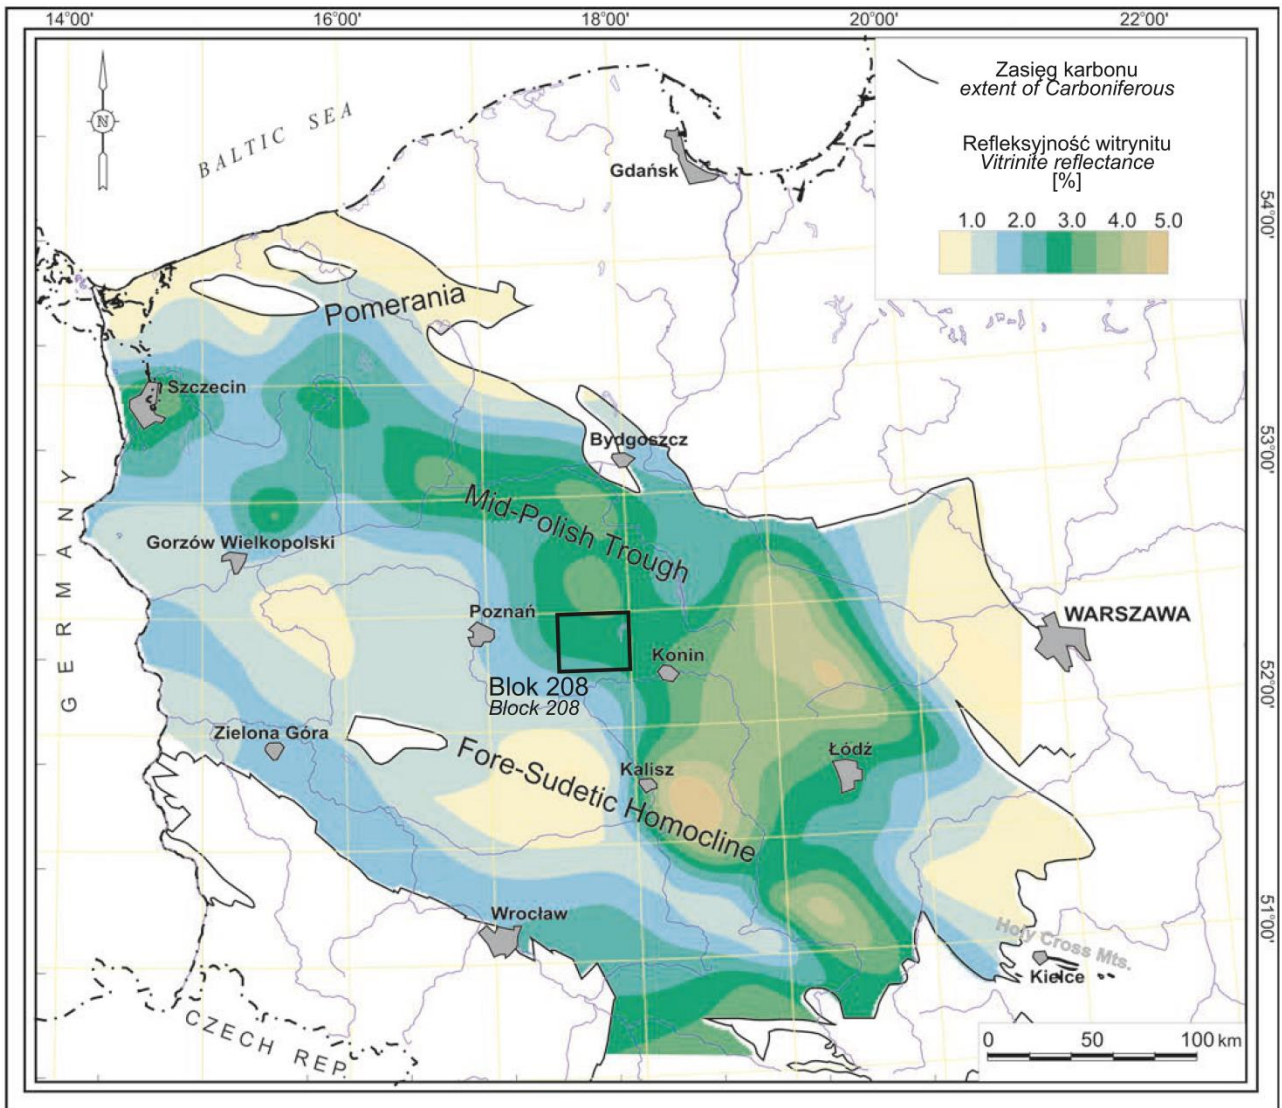 14°00' 16°00' 18°00' 20°00' 22°00'
Zasięg karbonu
extent of Carboniferous
Refleksyjność witrynitu
Vitrinite reflectance
[%]
1.0 2.0 3.0 4.0 5.0
N
BALTIC SEA
Gdańsk
54°00'
Pomerania
Szczecin
Bydgoszcz
53°00'
Mid-Polish Trough
GERMANY
Gorzów Wielkopolski
Poznań
WARSZAWA
Konin
52°00'
Blok 208
Block 208
Zielona Góra
Fore-Sudetic Homocline
Kalisz
Łódź
Wrocław
51°00'
Holy Cross Mts.
Kielce
CZECH REP.
0 50 100 km